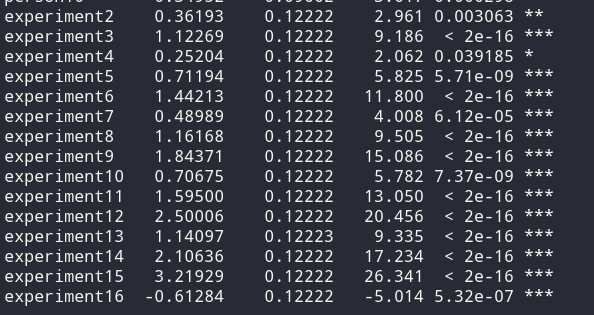 experiment2 0.36193 0.12222 2.961 0.003063 **
experiment3 1.12269 0.12222 9.186 < 2e-16 ***
experiment4 0.25204 0.12222 2.062 0.039185 *
experiment5 0.71194 0.12222 5.825 5.71e-09 ***
experiment6 1.44213 0.12222 11.800 < 2e-16 ***
experiment7 0.48989 0.12222 4.008 6.12e-05 ***
experiment8 1.16168 0.12222 9.505 < 2e-16 ***
experiment9 1.84371 0.12222 15.086 < 2e-16 ***
experiment10 0.70675 0.12222 5.782 7.37e-09 ***
experiment11 1.59500 0.12222 13.050 < 2e-16 ***
experiment12 2.50006 0.12222 20.456 < 2e-16 ***
experiment13 1.14097 0.12223 9.335 < 2e-16 ***
experiment14 2.10636 0.12222 17.234 < 2e-16 ***
experiment15 3.21929 0.12222 26.341 < 2e-16 ***
experiment16 -0.61284 0.12222 -5.014 5.32e-07 ***